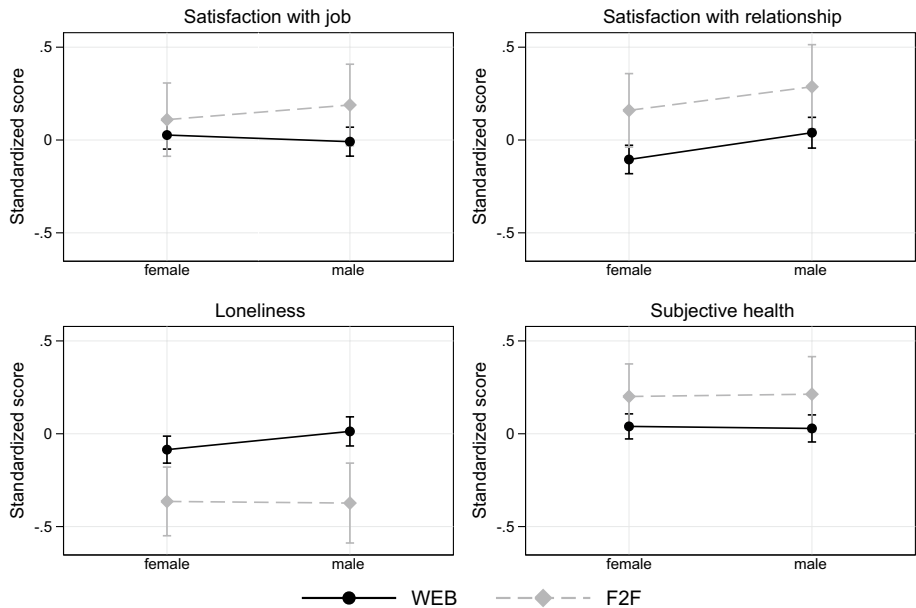 Satisfaction with job
Satisfaction with relationship
Standardized score
.5
0
-.5
female male
Standardized score
.5
0
-.5
female male
Loneliness
Subjective health
Standardized score
.5
0
-.5
female male
Standardized score
.5
0
-.5
female male
WEB F2F